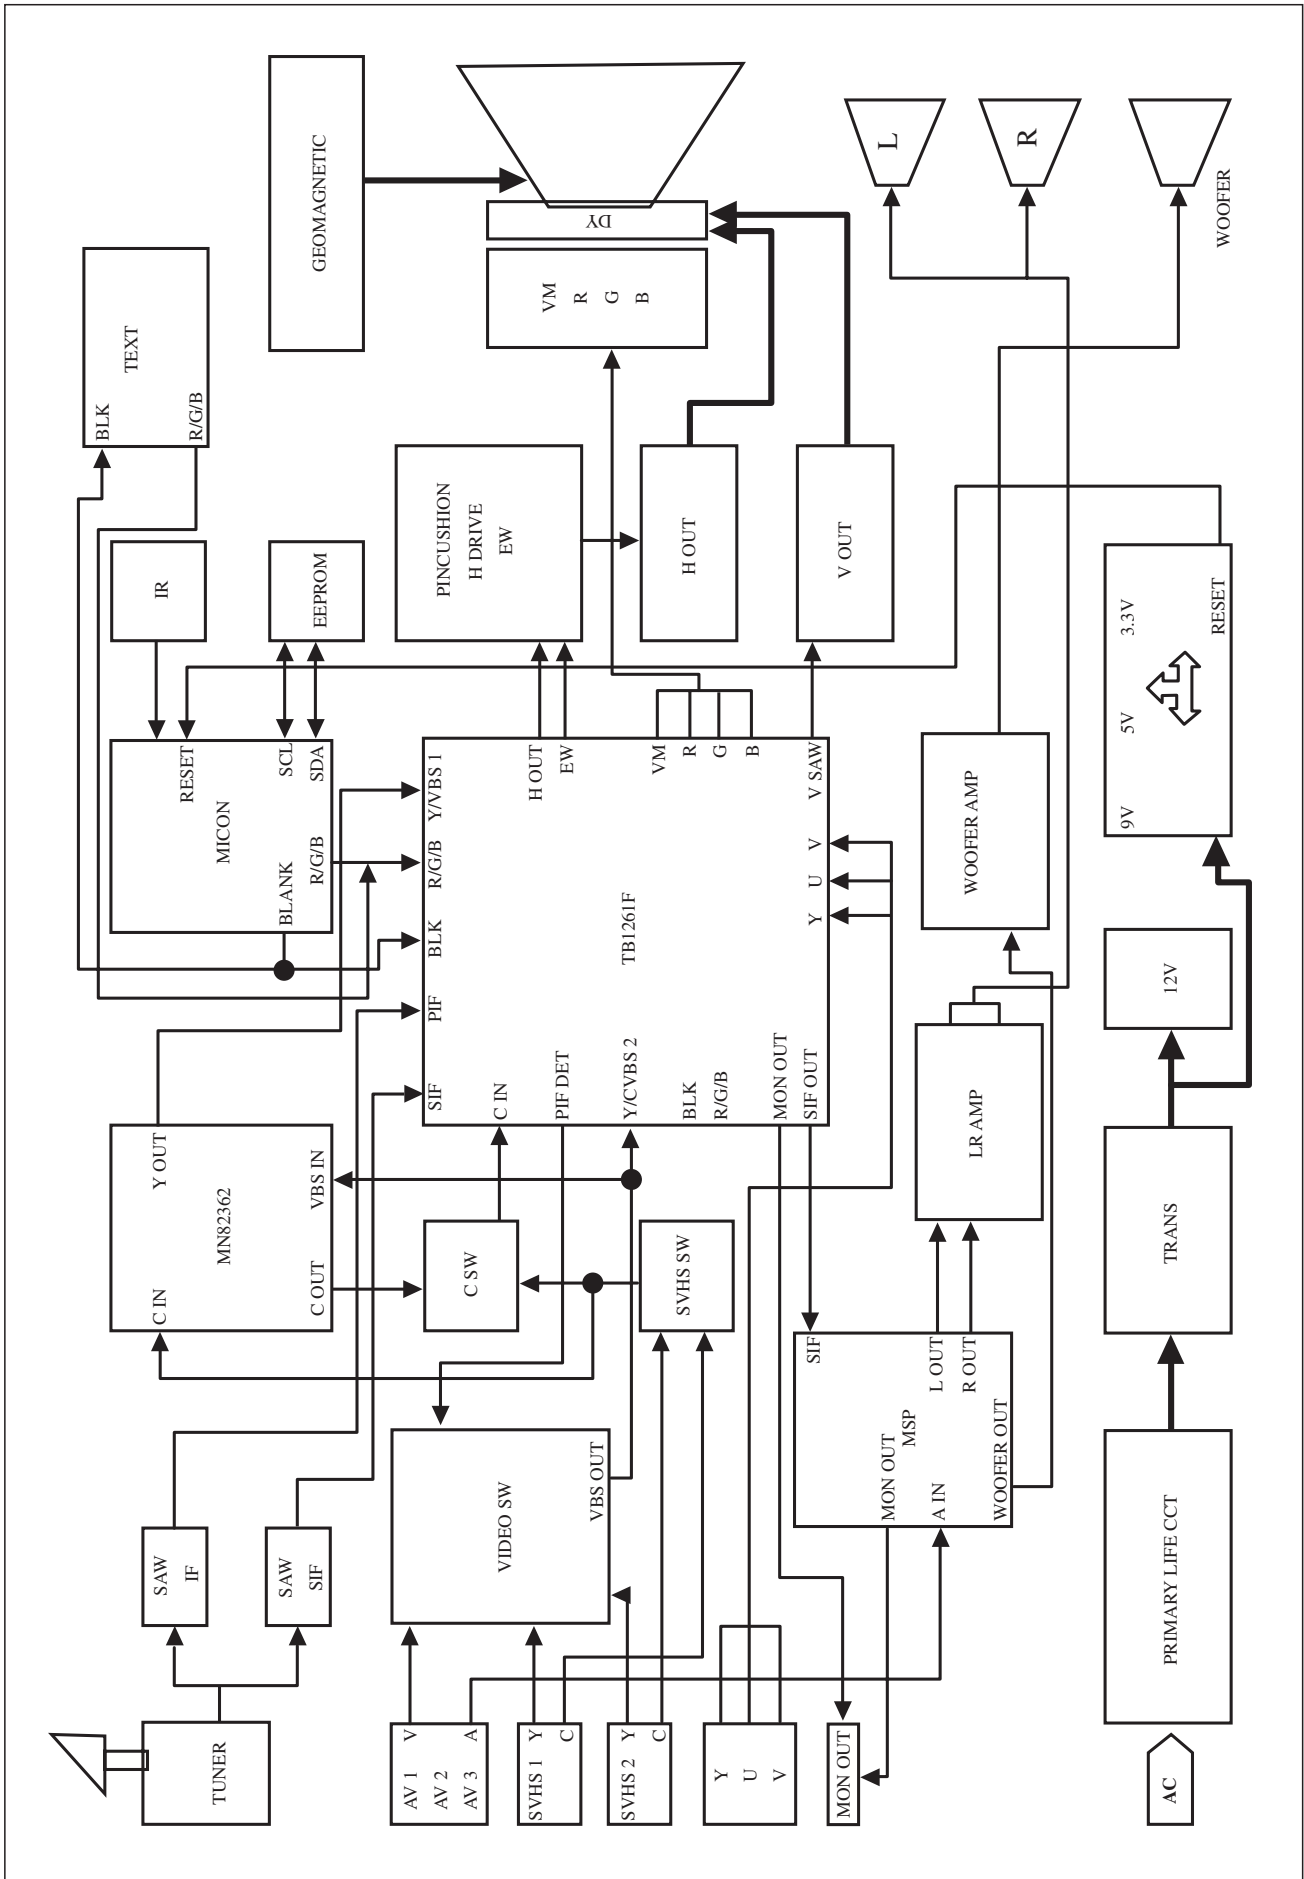 TUNER
SAW
IF
SAW
SIF
AV 1
AV 2
AV 3
V
A
SVHS 1
Y
C
SVHS 2
Y
C
Y
U
V
MON OUT
AC
VIDEO SW
VBS OUT
MN82362
C IN
C OUT
Y OUT
VBS IN
C SW
SVHS SW
MSP
MON OUT
A IN
WOOFER OUT
SIF
L OUT
R OUT
PRIMARY LIFE CCT
TRANS
12V
9V
5V
3.3V
RESET
LR AMP
WOOFER AMP
TB1261F
SIF
PIF
BLK
R/G/B
Y/VBS 1
C IN
PIF DET
Y/CVBS 2
BLK
R/G/B
MON OUT
SIF OUT
Y
U
V
H OUT
EW
VM
R
G
B
V SAW
MICON
BLANK
R/G/B
RESET
SCL
SDA
IR
EEPROM
TEXT
BLK
R/G/B
PINCUSHION
H DRIVE
EW
H OUT
V OUT
GEOMAGNETIC
VM
R
G
B
DY
L
R
WOOFER